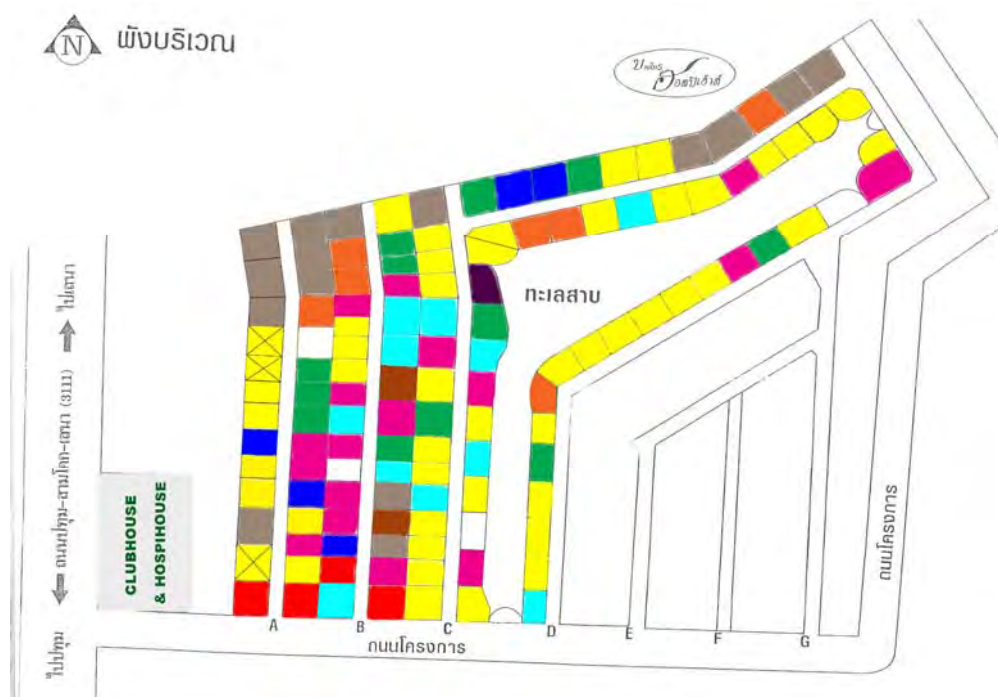 N
พังบริเวณ
ทะเลสาบ
ไปเสนา
ถนนปทุม-สามโคก-เสนา (3111)
ไปปทุม
CLUBHOUSE
& HOSPIHOUSE
A B C D E F G
ถนนโครงการ
ถนนโครงการ